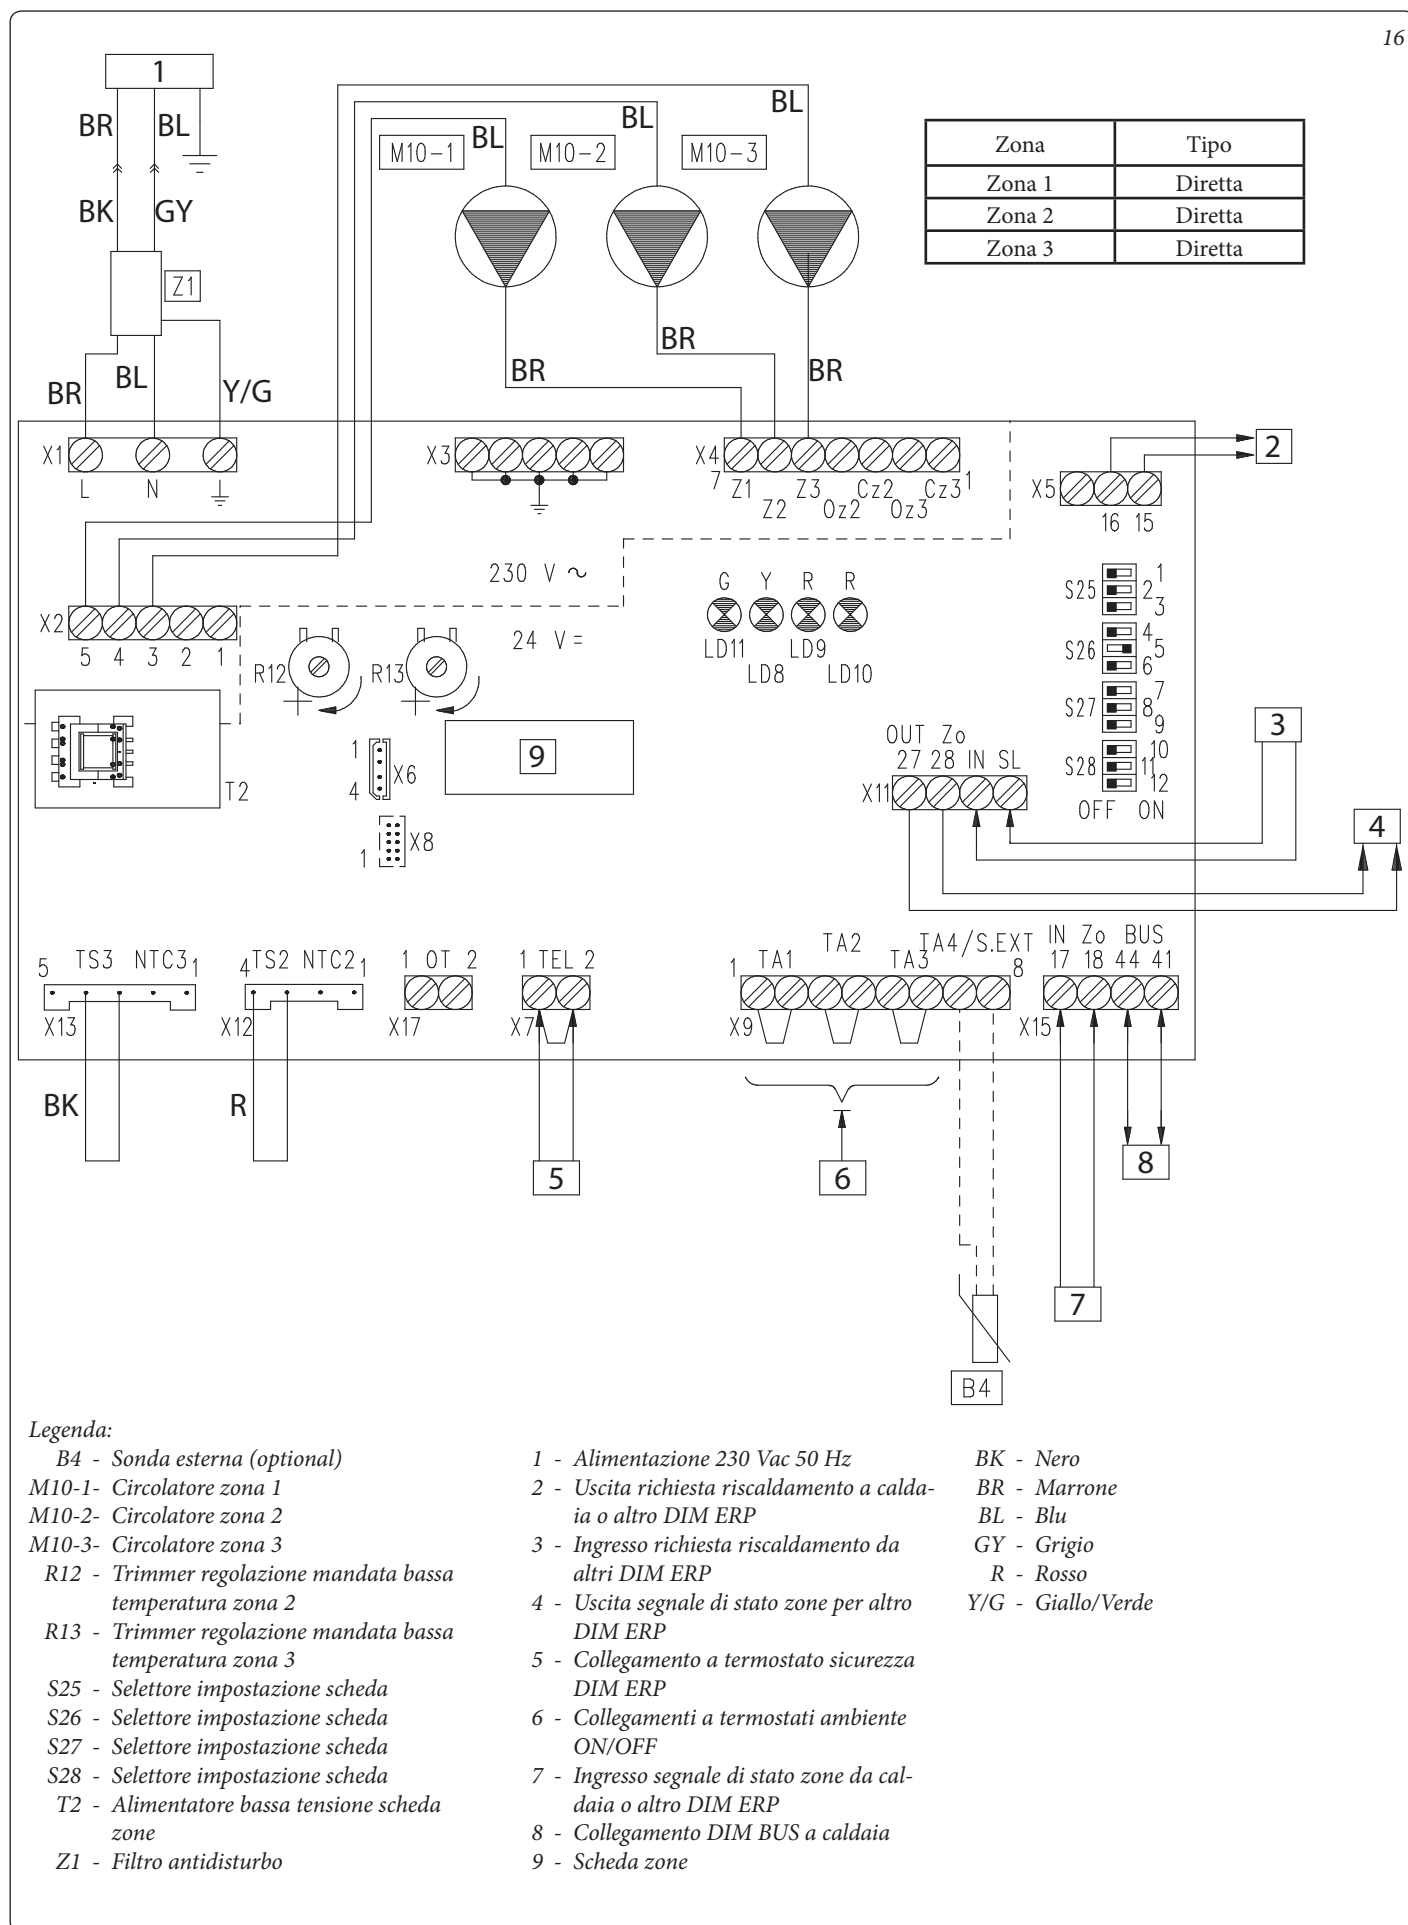 16
1
BR BL
BL
BL
BL
M10-1
M10-2
M10-3
Zona Tipo
Zona 1 Diretta
Zona 2 Diretta
Zona 3 Diretta
BK GY
Z1
BR
BR
BR
BR
BL
Y/G
X1
L N
X3
X4
7 Z1 Z2 Z3 Oz2 Cz2 Oz3 Cz3 1
X5
16 15
2
230 V ~
24 V =
X2
5 4 3 2 1
R12
R13
G Y R R
LD11 LD8 LD9 LD10
S25
1
2
3
S26
4
5
6
S27
7
8
9
S28
10
11
12
OFF ON
T2
1
4
X6
9
1
X8
OUT Zo
27 28 IN SL
X11
3
4
5 TS3 NTC3 1
X13
4 TS2 NTC2 1
X12
1 OT 2
X17
1 TEL 2
X7
1 TA1 TA2 TA3 TA4/S.EXT 8
X9
IN Zo BUS
17 18 44 41
X15
BK
R
5
6
7
8
B4
Legenda:
B4 - Sonda esterna (optional)
M10-1- Circolatore zona 1
M10-2- Circolatore zona 2
M10-3- Circolatore zona 3
R12 - Trimmer regolazione mandata bassa
temperatura zona 2
R13 - Trimmer regolazione mandata bassa
temperatura zona 3
S25 - Selettore impostazione scheda
S26 - Selettore impostazione scheda
S27 - Selettore impostazione scheda
S28 - Selettore impostazione scheda
T2 - Alimentatore bassa tensione scheda
zone
Z1 - Filtro antidisturbo
1 - Alimentazione 230 Vac 50 Hz
2 - Uscita richiesta riscaldamento a calda-
ia o altro DIM ERP
3 - Ingresso richiesta riscaldamento da
altri DIM ERP
4 - Uscita segnale di stato zone per altro
DIM ERP
5 - Collegamento a termostato sicurezza
DIM ERP
6 - Collegamenti a termostati ambiente
ON/OFF
7 - Ingresso segnale di stato zone da cal-
daia o altro DIM ERP
8 - Collegamento DIM BUS a caldaia
9 - Scheda zone
BK - Nero
BR - Marrone
BL - Blu
GY - Grigio
R - Rosso
Y/G - Giallo/Verde